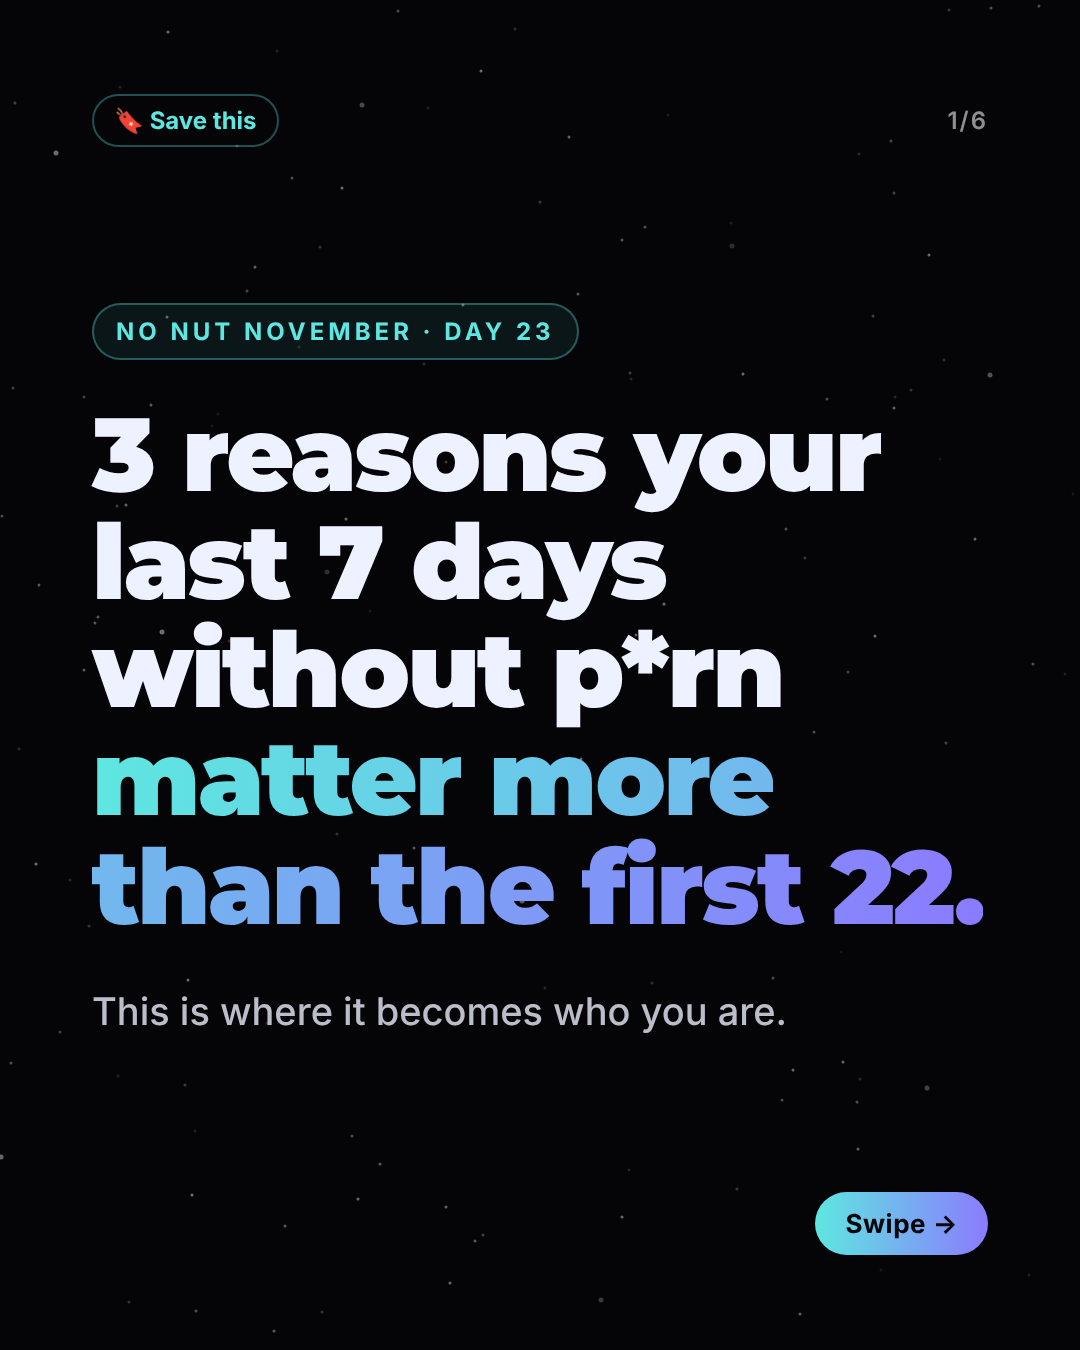 🔖 Save this
1/6
NO NUT NOVEMBER · DAY 23
3 reasons your
last 7 days
without p*rn
matter more
than the first 22.
This is where it becomes who you are.
Swipe →